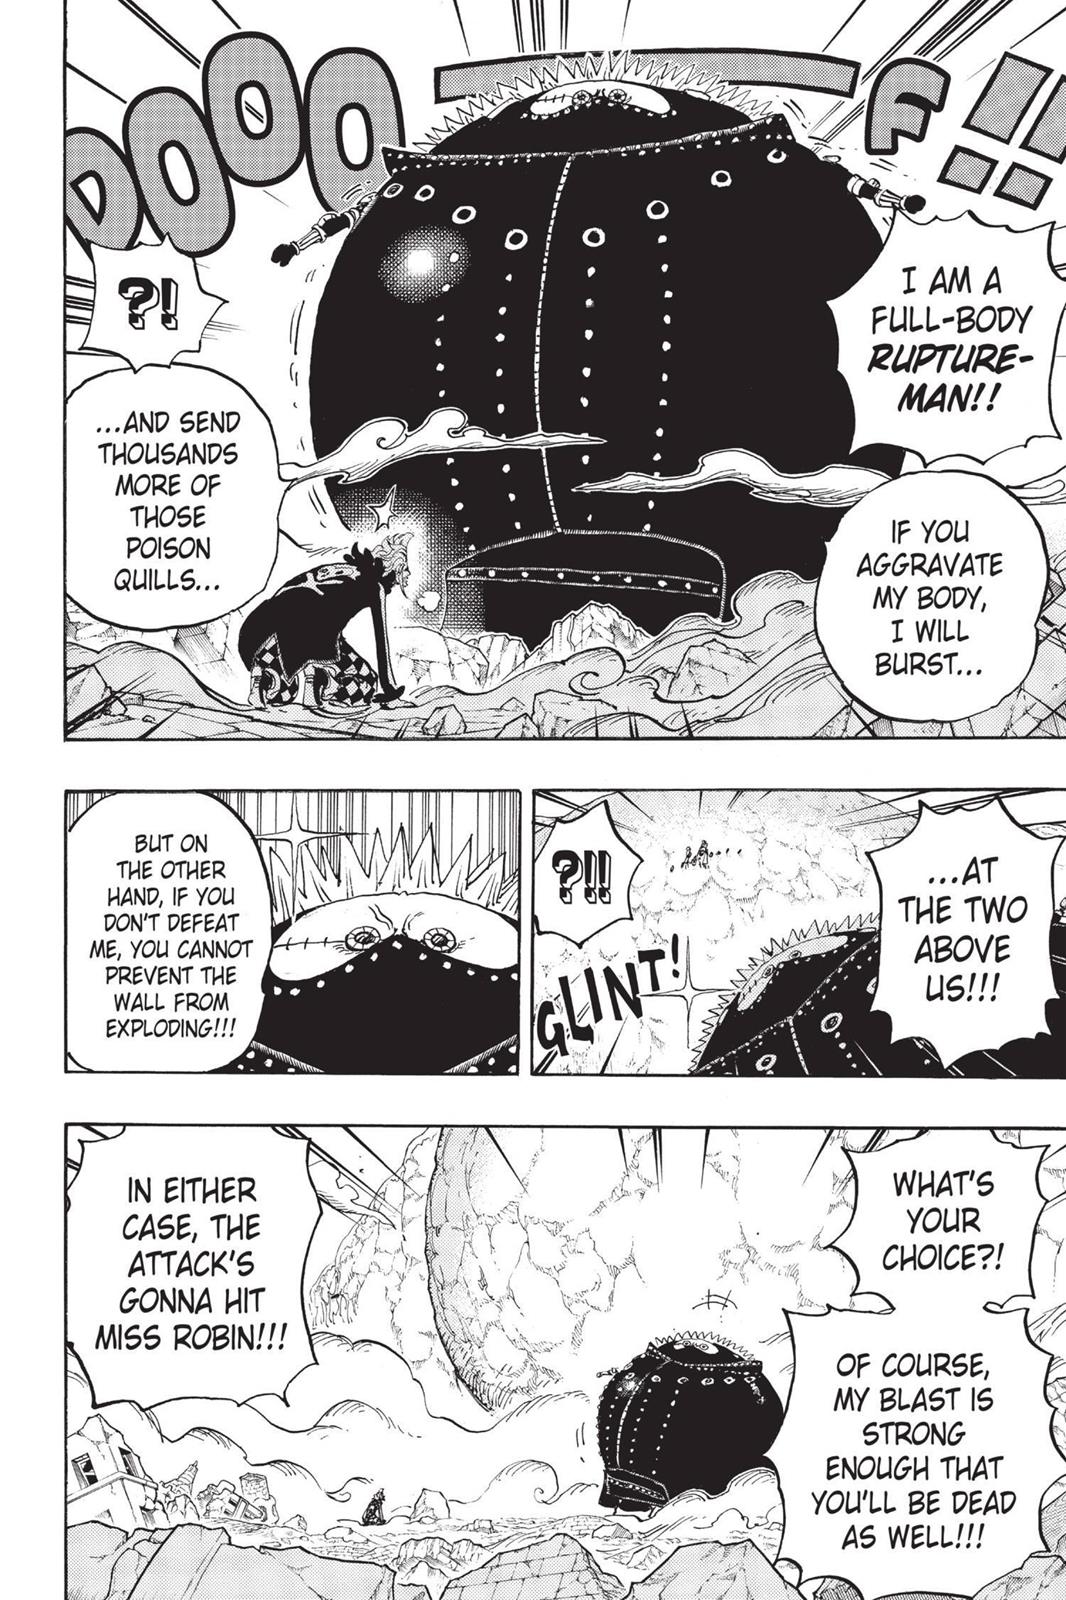 DOOO—F!!
I AM A
FULL-BODY
RUPTURE-
MAN!!
IF YOU
AGGRAVATE
MY BODY,
I WILL
BURST...
?!
...AND SEND
THOUSANDS
MORE OF
THOSE
POISON
QUILLS...
...AT
THE TWO
ABOVE
US!!!
?!!
GLINT!
BUT ON
THE OTHER
HAND, IF YOU
DON'T DEFEAT
ME, YOU CANNOT
PREVENT THE
WALL FROM
EXPLODING!!!
WHAT'S
YOUR
CHOICE?!
OF COURSE,
MY BLAST IS
STRONG
ENOUGH THAT
YOU'LL BE DEAD
AS WELL!!!
IN EITHER
CASE, THE
ATTACK'S
GONNA HIT
MISS ROBIN!!!